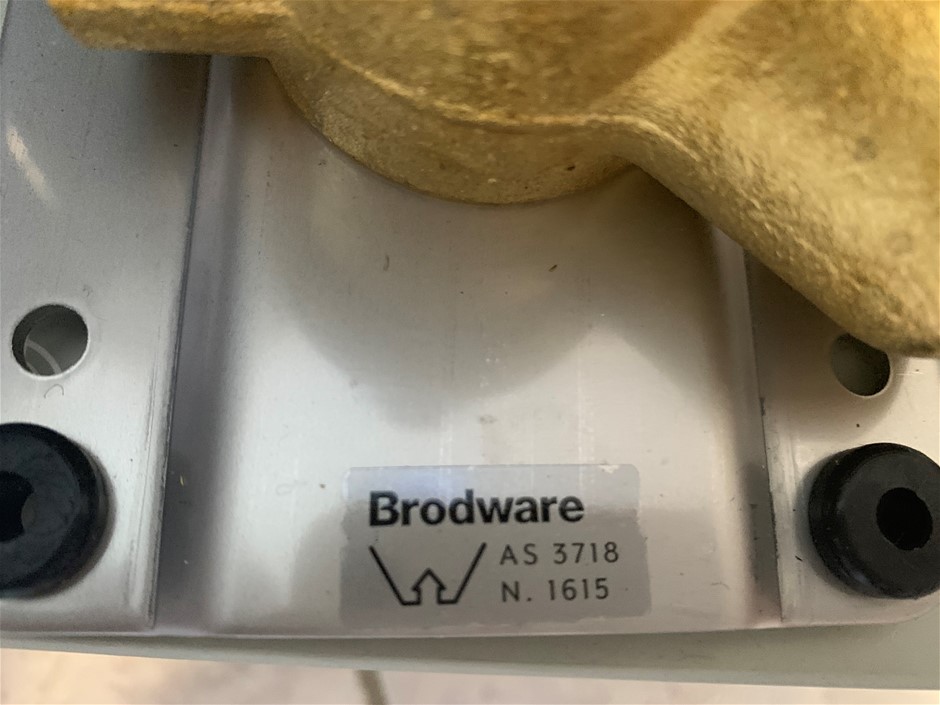 Brodware
AS 3718
N. 1615